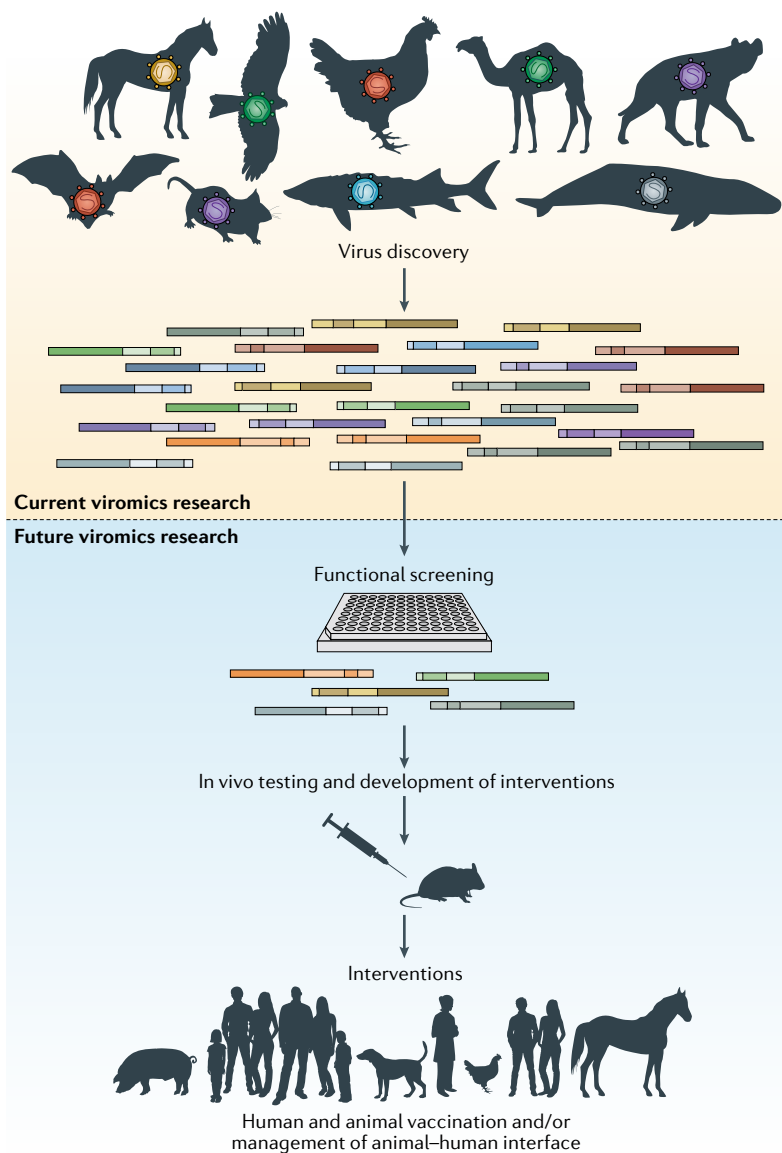 Virus discovery
Current viromics research
Future viromics research
Functional screening
In vivo testing and development of interventions
Interventions
Human and animal vaccination and/or
management of animal–human interface